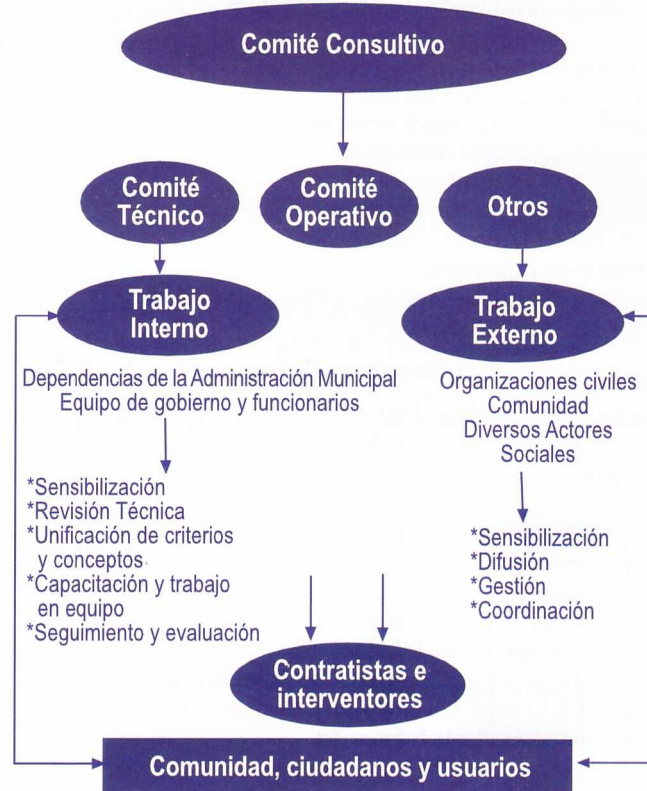 Comité Consultivo
Comité
Técnico
Comité
Operativo
Otros
Trabajo
Interno
Dependencias de la Administración Municipal
Equipo de gobierno y funcionarios
*Sensibilización
*Revisión Técnica
*Unificación de criterios
y conceptos
*Capacitación y trabajo
en equipo
*Seguimiento y evaluación
Trabajo
Externo
Organizaciones civiles
Comunidad
Diversos Actores
Sociales
*Sensibilización
*Difusión
*Gestión
*Coordinación
Contratistas e
interventores
Comunidad, ciudadanos y usuarios